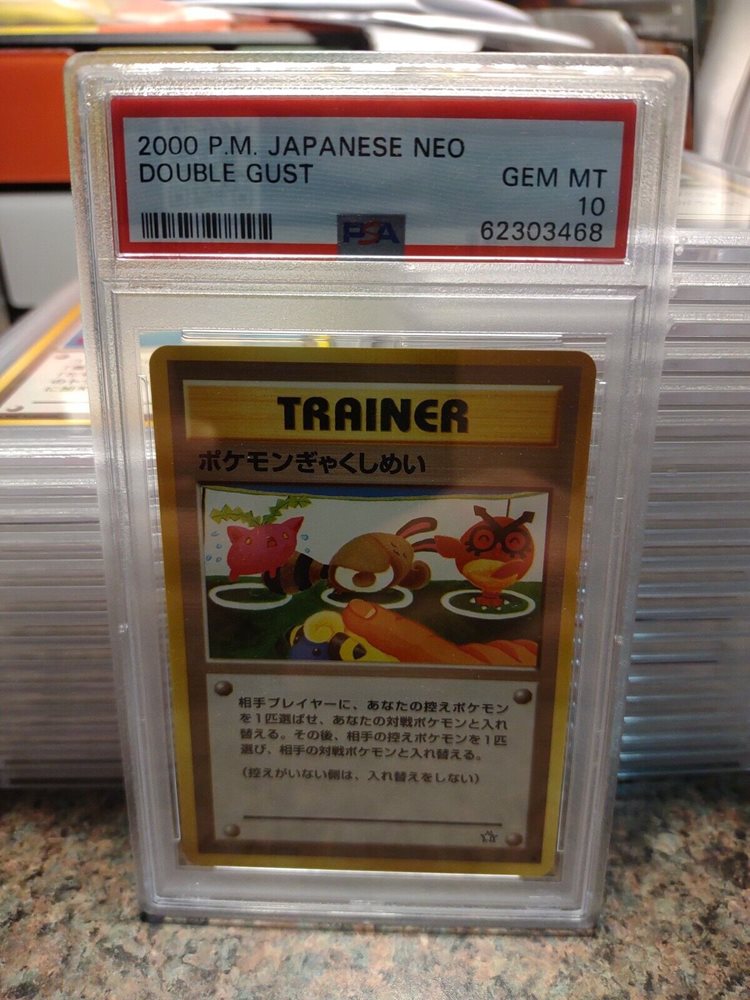 2000 P.M. JAPANESE NEO
DOUBLE GUST
GEM MT
10
PSA
62303468
TRAINER
ポケモンぎゃくしめい
相手プレイヤーに、あなたの控えポケモン
を1匹選ばせ、あなたの対戦ポケモンと入れ
替える。その後、相手の控えポケモンを1匹
選び、相手の対戦ポケモンと入れ替える。
(控えがいない側は、入れ替えをしない)